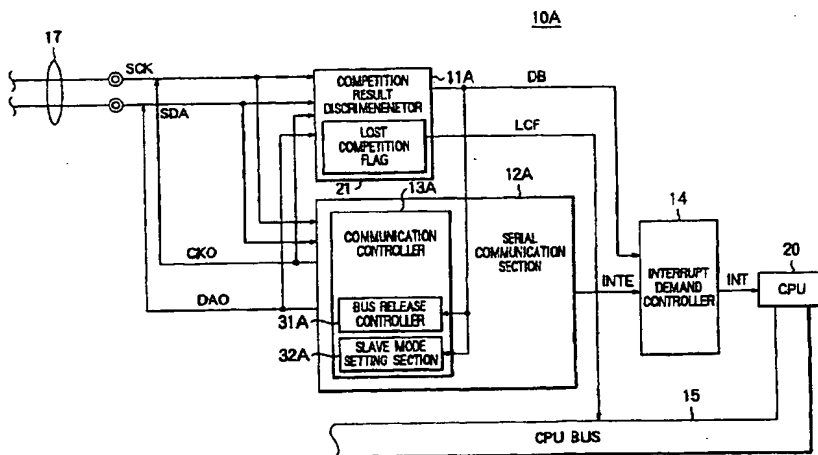 10A
17
SCK
SDA
COMPETITION
RESULT
DISCRIMENENETOR
11A
DB
LOST
COMPETITION
FLAG
LCF
21
13A
12A
14
COMMUNICATION
CONTROLLER
SERIAL
COMMUNICATION
SECTION
CKO
DAO
INTE
INTERRUPT
DEMAND
CONTROLLER
INT
20
CPU
31A
BUS RELEASE
CONTROLLER
32A
SLAVE MODE
SETTING SECTION
15
CPU BUS